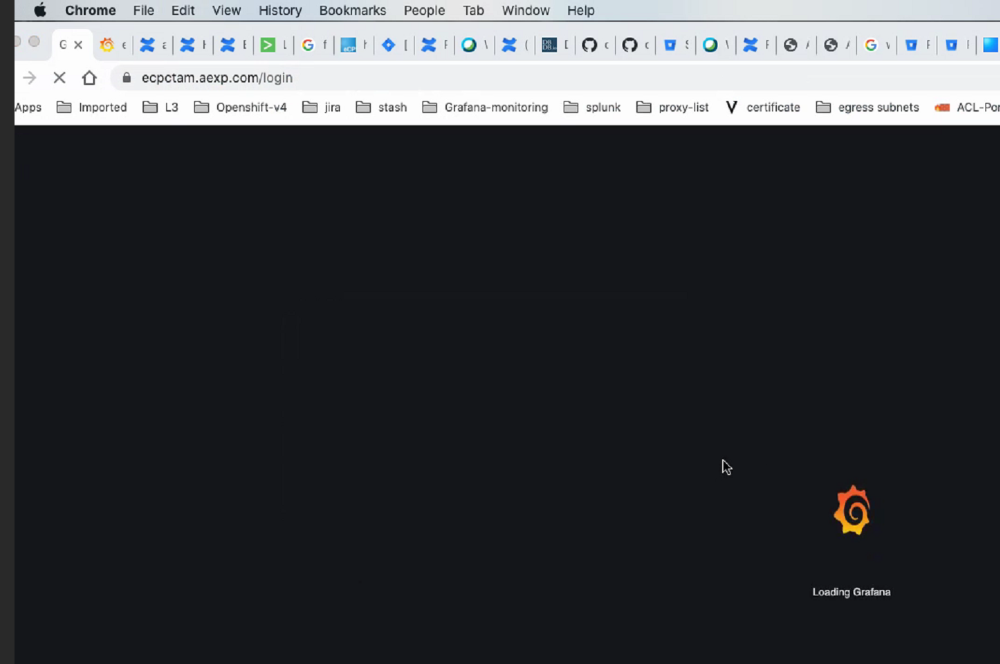 Chrome File Edit View History Bookmarks People Tab Window Help
G
ecpctam.aexp.com/login
Apps Imported L3 Openshift-v4 jira stash Grafana-monitoring splunk proxy-list certificate egress subnets ACL-Por
Loading Grafana